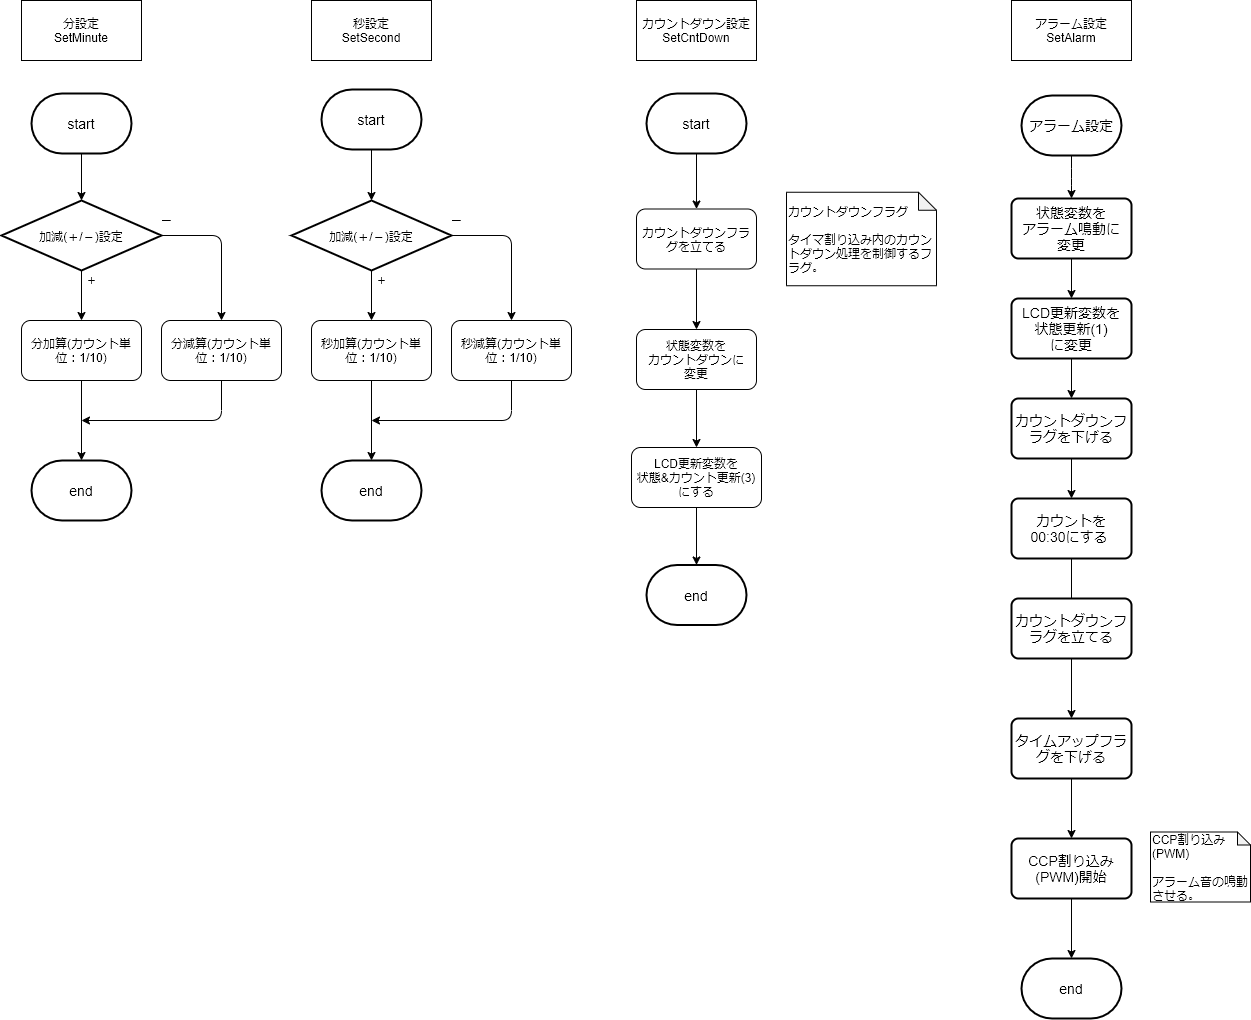 分設定
SetMinute
start
加減(＋/－)設定
－
+
分加算(カウント単
位：1/10)
分減算(カウント単
位：1/10)
end
秒設定
SetSecond
start
加減(＋/－)設定
－
+
秒加算(カウント単
位：1/10)
秒減算(カウント単
位：1/10)
end
カウントダウン設定
SetCntDown
start
カウントダウンフラ
グを立てる
状態変数を
カウントダウンに
変更
LCD更新変数を
状態&カウント更新(3)
にする
end
カウントダウンフラグ
タイマ割り込み内のカウン
トダウン処理を制御するフ
ラグ。
アラーム設定
SetAlarm
アラーム設定
状態変数を
アラーム鳴動に
変更
LCD更新変数を
状態更新(1)
に変更
カウントダウンフ
ラグを下げる
カウントを
00:30にする
カウントダウンフ
ラグを立てる
タイムアップフラ
グを下げる
CCP割り込み
(PWM)開始
end
CCP割り込み
(PWM)
アラーム音の鳴動
させる。